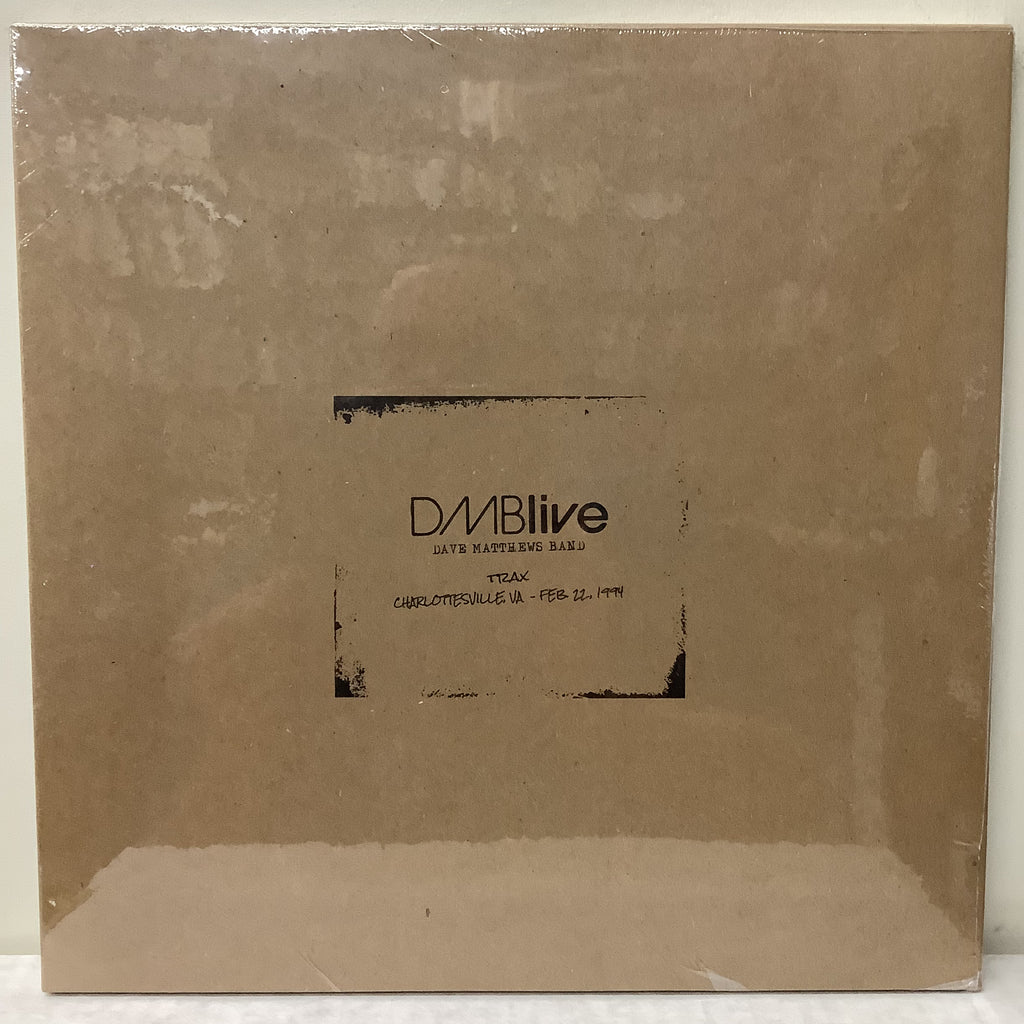 DMBlive
DAVE MATTHEWS BAND
TRAX
CHARLOTTESVILLE, VA - FEB. 22, 1994